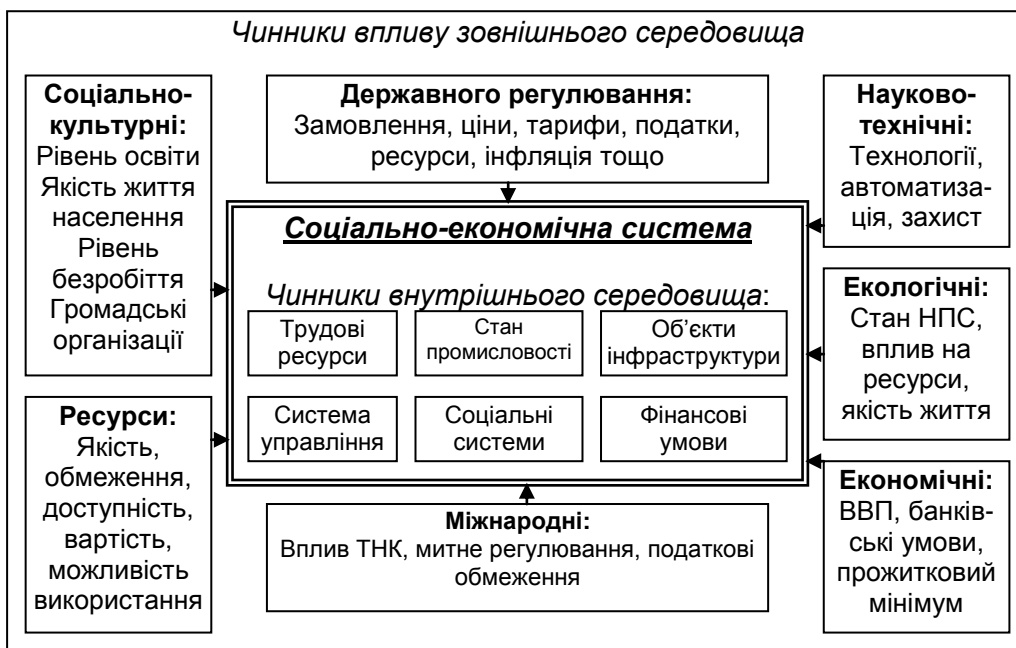 Чинники впливу зовнішнього середовища
Соціально-
культурні:
Рівень освіти
Якість життя
населення
Рівень
безробіття
Громадські
організації
Державного регулювання:
Замовлення, ціни, тарифи, податки,
ресурси, інфляція тощо
Науково-
технічні:
Технології,
автоматиза-
ція, захист
Соціально-економічна система
Чинники внутрішнього середовища:
Трудові
ресурси
Стан
промисловості
Об’єкти
інфраструктури
Система
управління
Соціальні
системи
Фінансові
умови
Екологічні:
Стан НПС,
вплив на
ресурси,
якість життя
Ресурси:
Якість,
обмеження,
доступність,
вартість,
можливість
використання
Міжнародні:
Вплив ТНК, митне регулювання, податкові
обмеження
Економічні:
ВВП, банків-
ські умови,
прожитковий
мінімум